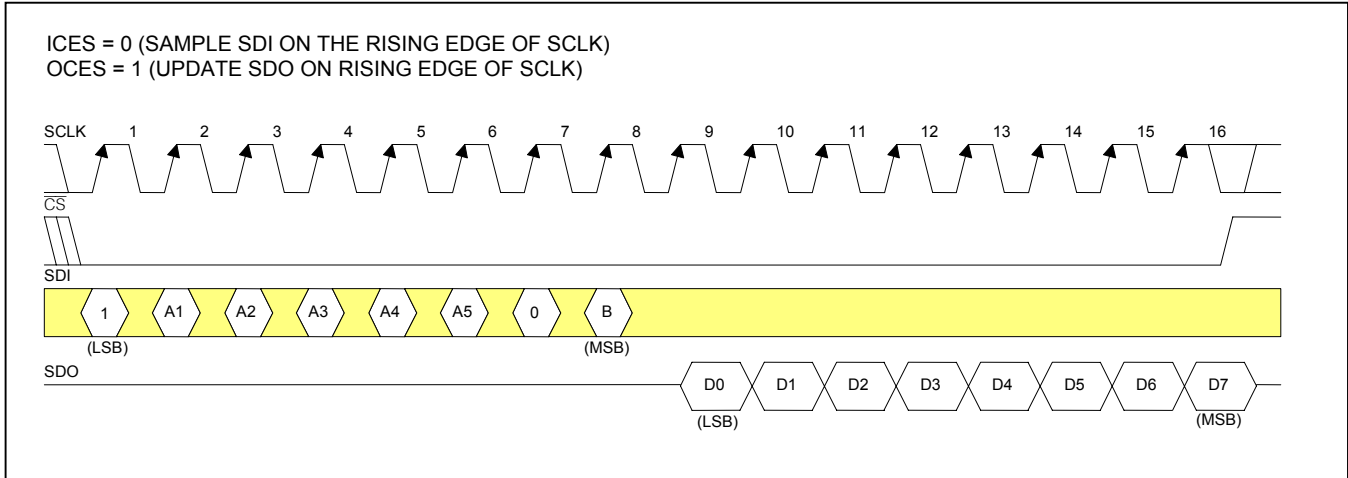 ICES = 0 (SAMPLE SDI ON THE RISING EDGE OF SCLK)
OCES = 1 (UPDATE SDO ON RISING EDGE OF SCLK)
SCLK 1 2 3 4 5 6 7 8 9 10 11 12 13 14 15 16
CS
SDI
1 A1 A2 A3 A4 A5 0 B
(LSB) (MSB)
SDO
D0 D1 D2 D3 D4 D5 D6 D7
(LSB) (MSB)